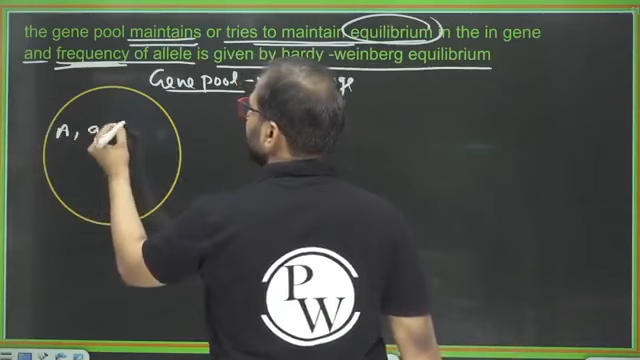 the gene pool maintains or tries to maintain equilibrium in the in gene
and frequency of allele is given by hardy -weinberg equilibrium
Gene pool -
A, a
P
W